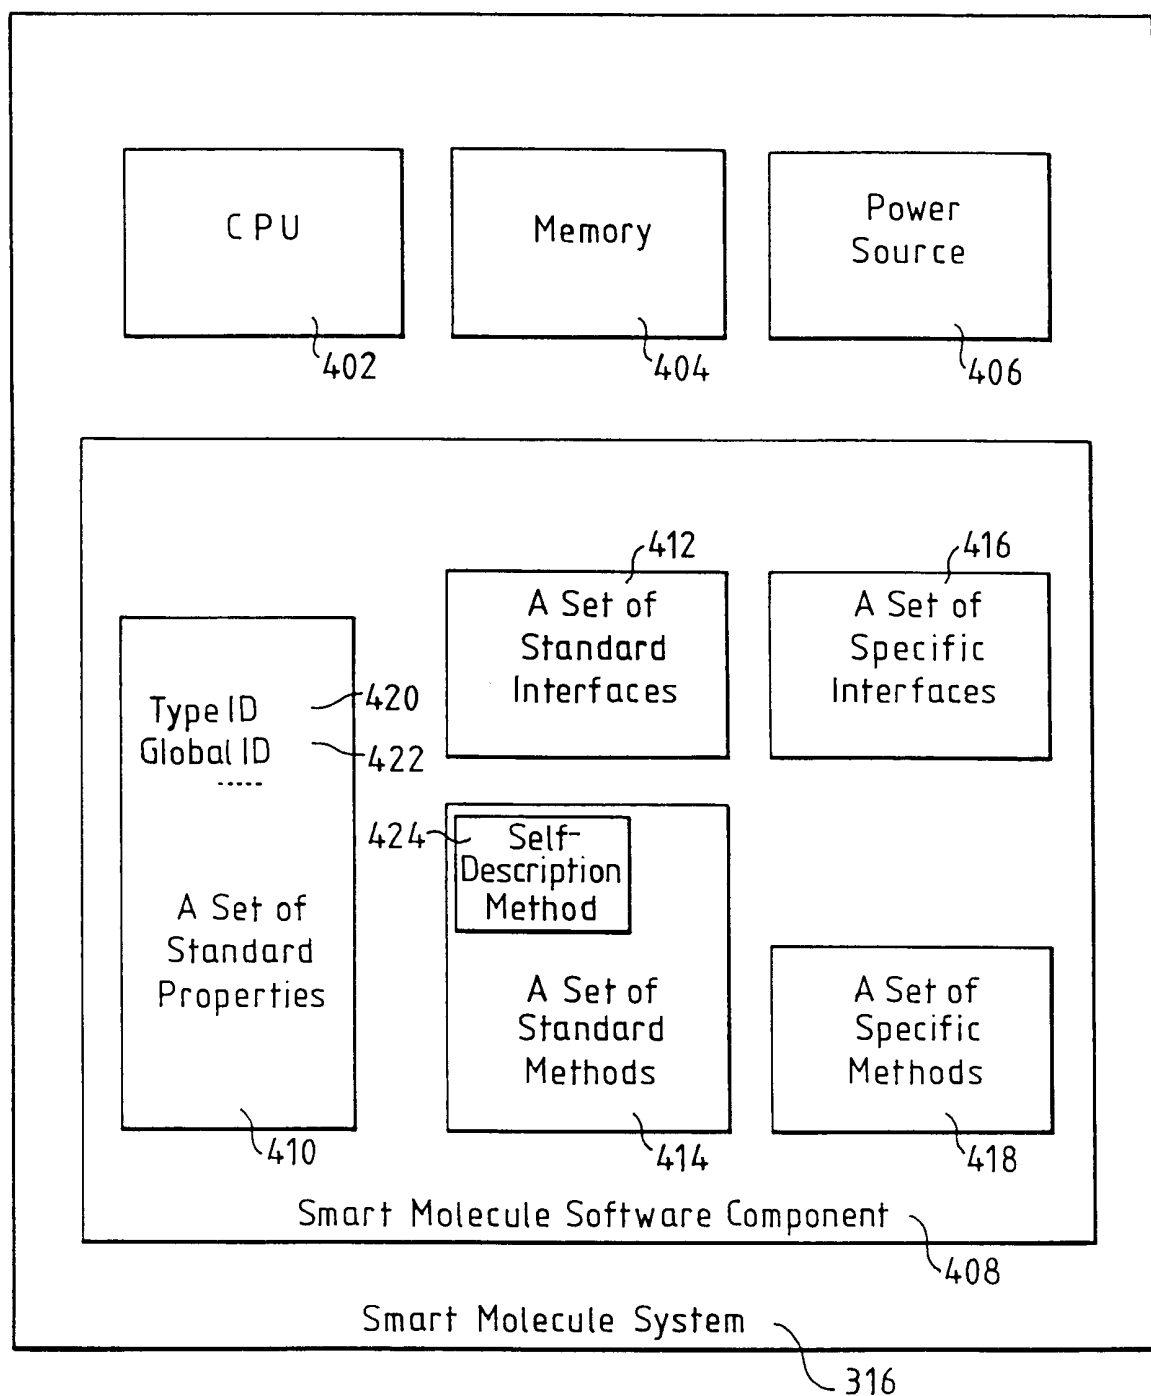 CPU
402
Memory
404
Power
Source
406
412
A Set of
Standard
Interfaces
416
A Set of
Specific
Interfaces
Type ID
420
Global ID
422
-----
A Set of
Standard
Properties
410
424
Self-
Description
Method
A Set of
Standard
Methods
414
A Set of
Specific
Methods
418
Smart Molecule Software Component
408
Smart Molecule System
316